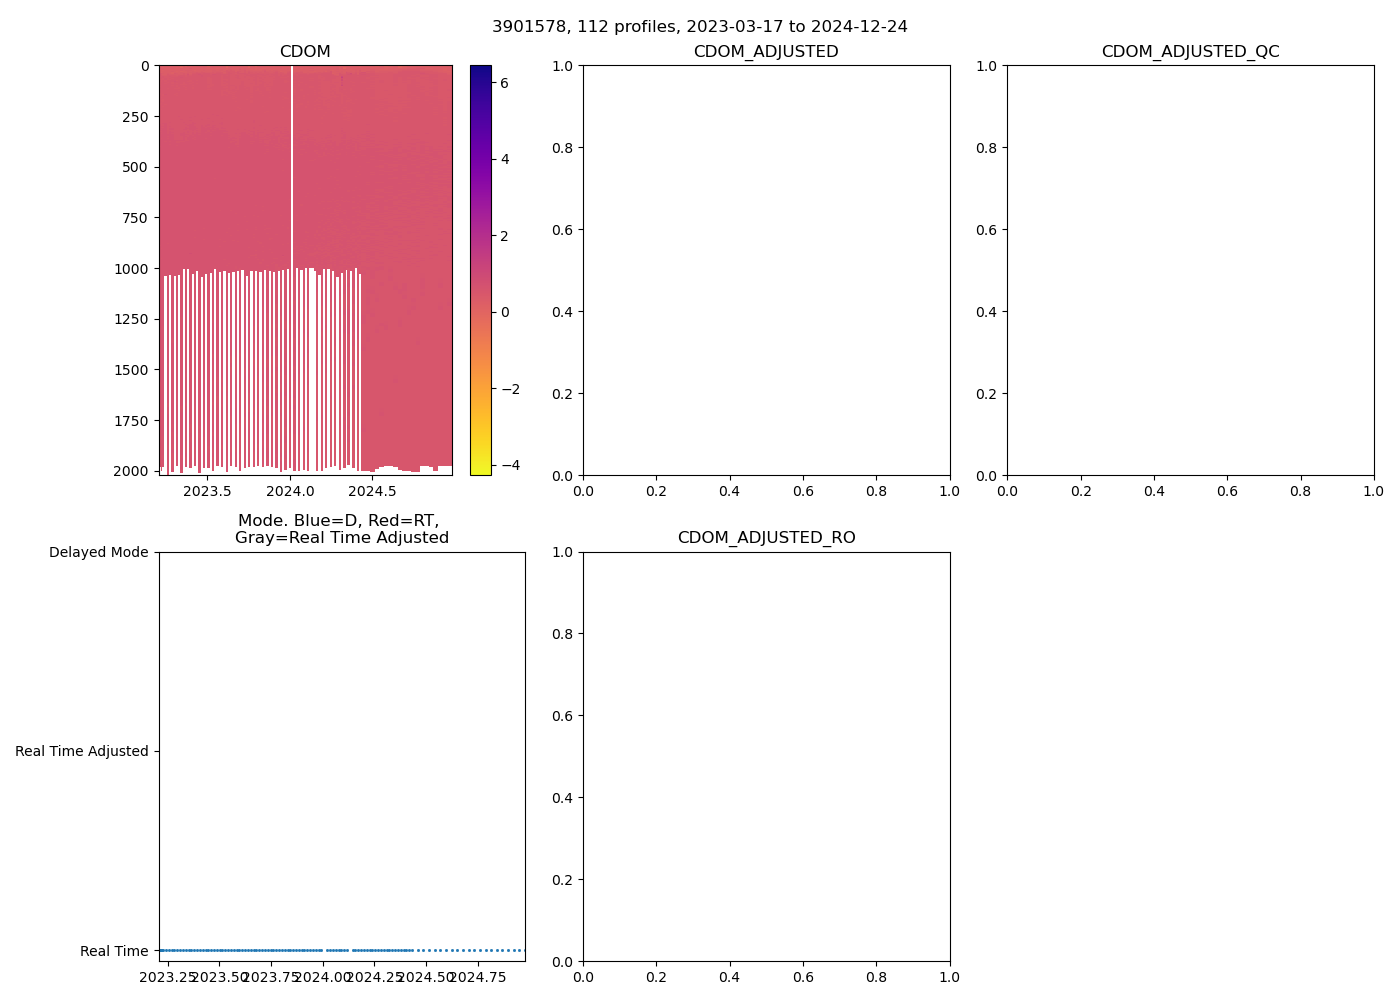 3901578, 112 profiles, 2023-03-17 to 2024-12-24
CDOM
0
250
500
750
1000
1250
1500
1750
2000
2023.5 2024.0 2024.5
6
4
2
0
−2
−4
CDOM_ADJUSTED
1.0
0.8
0.6
0.4
0.2
0.0
0.0 0.2 0.4 0.6 0.8 1.0
CDOM_ADJUSTED_QC
1.0
0.8
0.6
0.4
0.2
0.0
0.0 0.2 0.4 0.6 0.8 1.0
Mode. Blue=D, Red=RT,
Gray=Real Time Adjusted
Delayed Mode
Real Time Adjusted
Real Time
2023.25 2023.50 2023.75 2024.00 2024.25 2024.50 2024.75
CDOM_ADJUSTED_RO
1.0
0.8
0.6
0.4
0.2
0.0
0.0 0.2 0.4 0.6 0.8 1.0